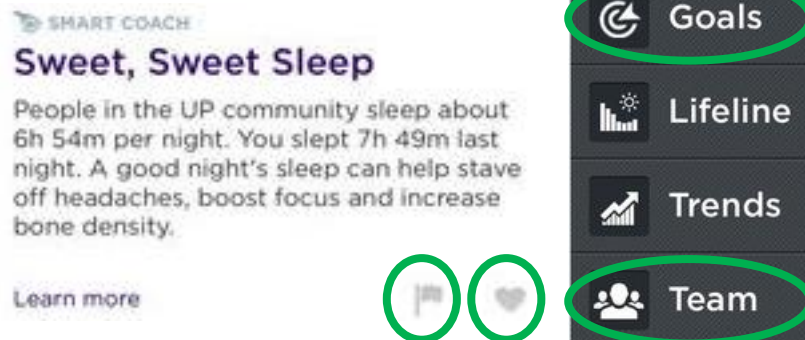 SMART COACH
Sweet, Sweet Sleep
People in the UP community sleep about
6h 54m per night. You slept 7h 49m last
night. A good night's sleep can help stave
off headaches, boost focus and increase
bone density.
Learn more
Goals
Lifeline
Trends
Team